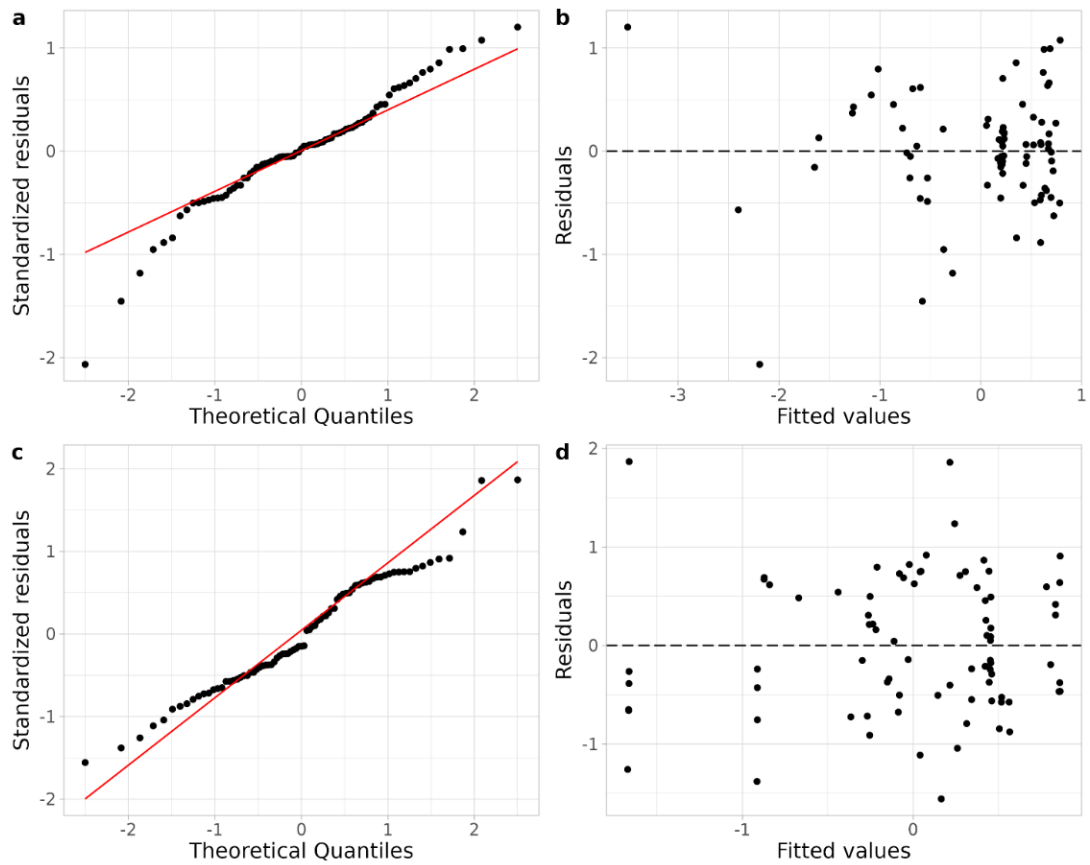 a
b
Standardized residuals
1
0
-1
-2
-2
-1
0
1
2
Theoretical Quantiles
Residuals
1
0
-1
-2
-3
-2
-1
0
1
Fitted values
c
d
Standardized residuals
2
1
0
-1
-2
-2
-1
0
1
2
Theoretical Quantiles
Residuals
2
1
0
-1
-1
0
Fitted values